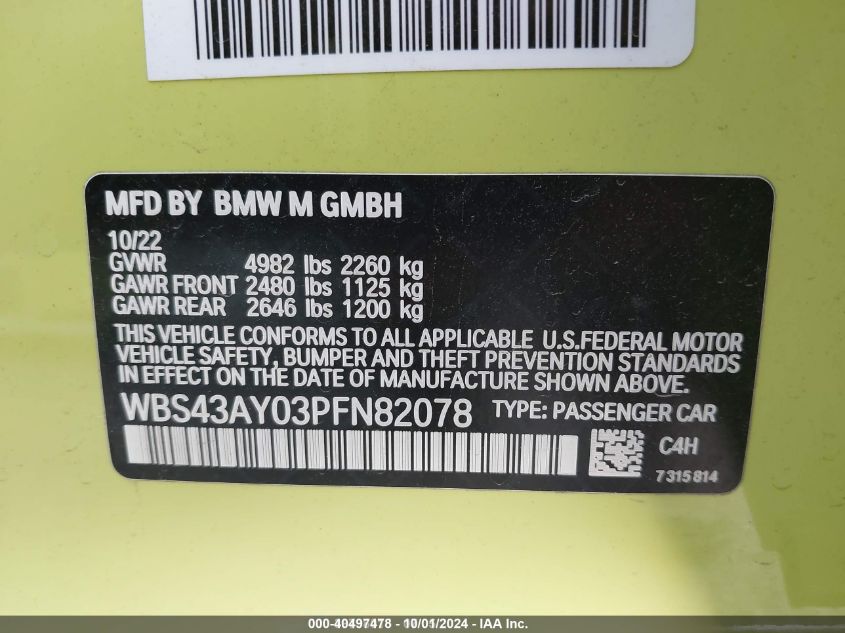 MFD BY BMW M GMBH
10/22
GVWR 4982 lbs 2260 kg
GAWR FRONT 2480 lbs 1125 kg
GAWR REAR 2646 lbs 1200 kg
THIS VEHICLE CONFORMS TO ALL APPLICABLE U.S.FEDERAL MOTOR
VEHICLE SAFETY, BUMPER AND THEFT PREVENTION STANDARDS
IN EFFECT ON THE DATE OF MANUFACTURE SHOWN ABOVE.
WBS43AY03PFN82078 TYPE: PASSENGER CAR
C4H
7315814
000-40497478 - 10/01/2024 - IAA Inc.